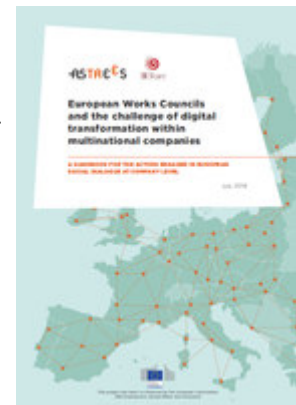 ASTREES
European Works Councils
and the challenge of digital
transformation within
multinational companies
A HANDBOOK FOR THE ACTORS ENGAGED IN EUROPEAN
SOCIAL DIALOGUE AT COMPANY LEVEL